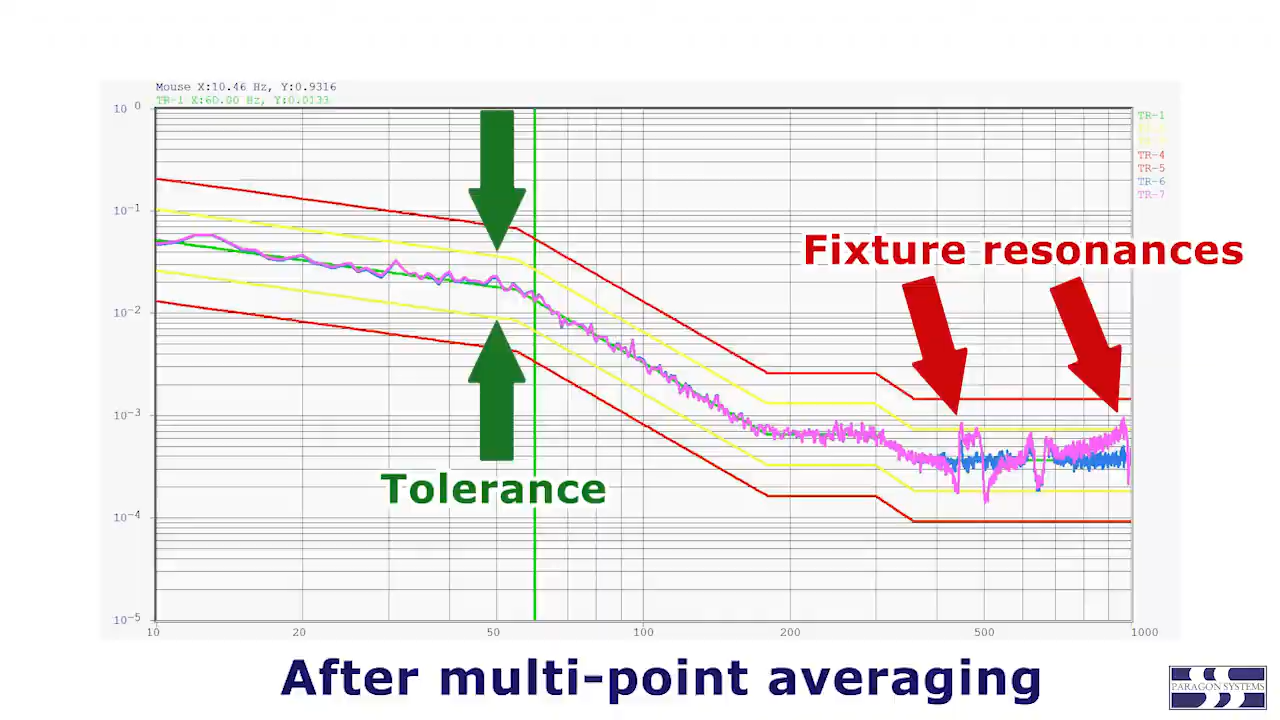 Mouse X:10.46 Hz, Y:0.9316
TR-1 X:60.00 Hz, Y:0.0133
10 0
10-1
10-2
10-3
10-4
10-5
10 20 50 100 200 500 1000
TR-1
TR-4
TR-5
TR-6
TR-7
Fixture resonances
Tolerance
After multi-point averaging
PARAGON SYSTEMS